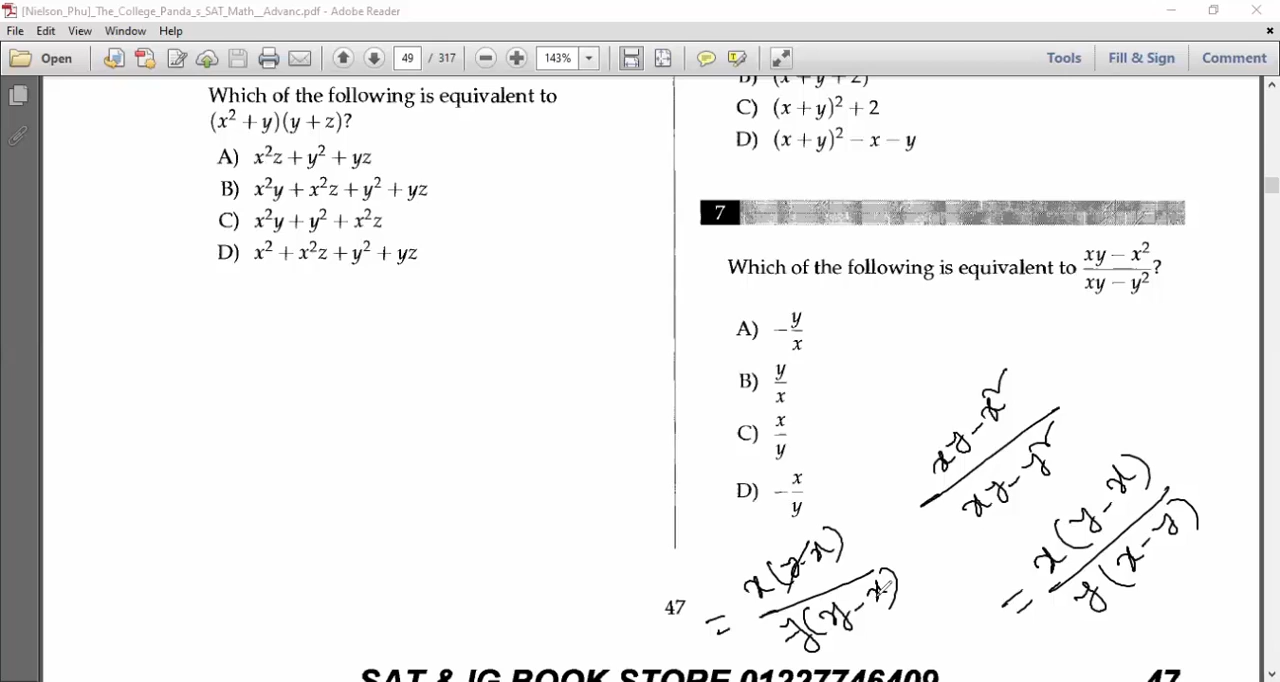 [Nielson_Phu]_The_College_Panda_s_SAT_Math__Advanc.pdf - Adobe Reader
File Edit View Window Help
Open 49 / 317 143% Tools Fill & Sign Comment
Which of the following is equivalent to
(x² + y)(y + z)?
A) x²z + y² + yz
B) x²y + x²z + y² + yz
C) x²y + y² + x²z
D) x² + x²z + y² + yz
B) (x + y + 2)
C) (x + y)² + 2
D) (x + y)² − x − y
7
Which of the following is equivalent to (xy − x²)/(xy − y²)?
A) −y/x
B) y/x
C) x/y
D) −x/y
xy − x²
xy − y²
= x(y − x)
y(x − y)
= x(y − x)
−y(y − x)
47
SAT & IG BOOK STORE 01227746409 47